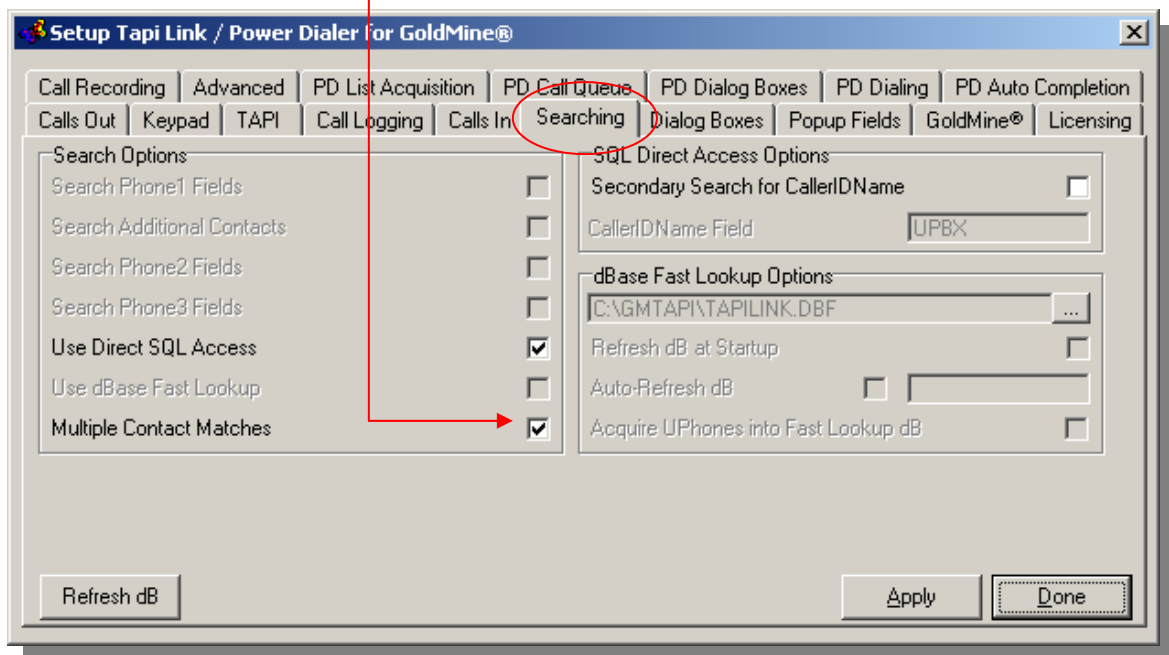 Setup Tapi Link / Power Dialer for GoldMine®
Call Recording Advanced PD List Acquisition PD Call Queue PD Dialog Boxes PD Dialing PD Auto Completion
Calls Out Keypad TAPI Call Logging Calls In Searching Dialog Boxes Popup Fields GoldMine® Licensing
Search Options
Search Phone1 Fields
Search Additional Contacts
Search Phone2 Fields
Search Phone3 Fields
Use Direct SQL Access
Use dBase Fast Lookup
Multiple Contact Matches
SQL Direct Access Options
Secondary Search for CallerIDName
CallerIDName Field UPBX
dBase Fast Lookup Options
C:\GMTAPI\TAPILINK.DBF ...
Refresh dB at Startup
Auto-Refresh dB
Acquire UPhones into Fast Lookup dB
Refresh dB Apply Done